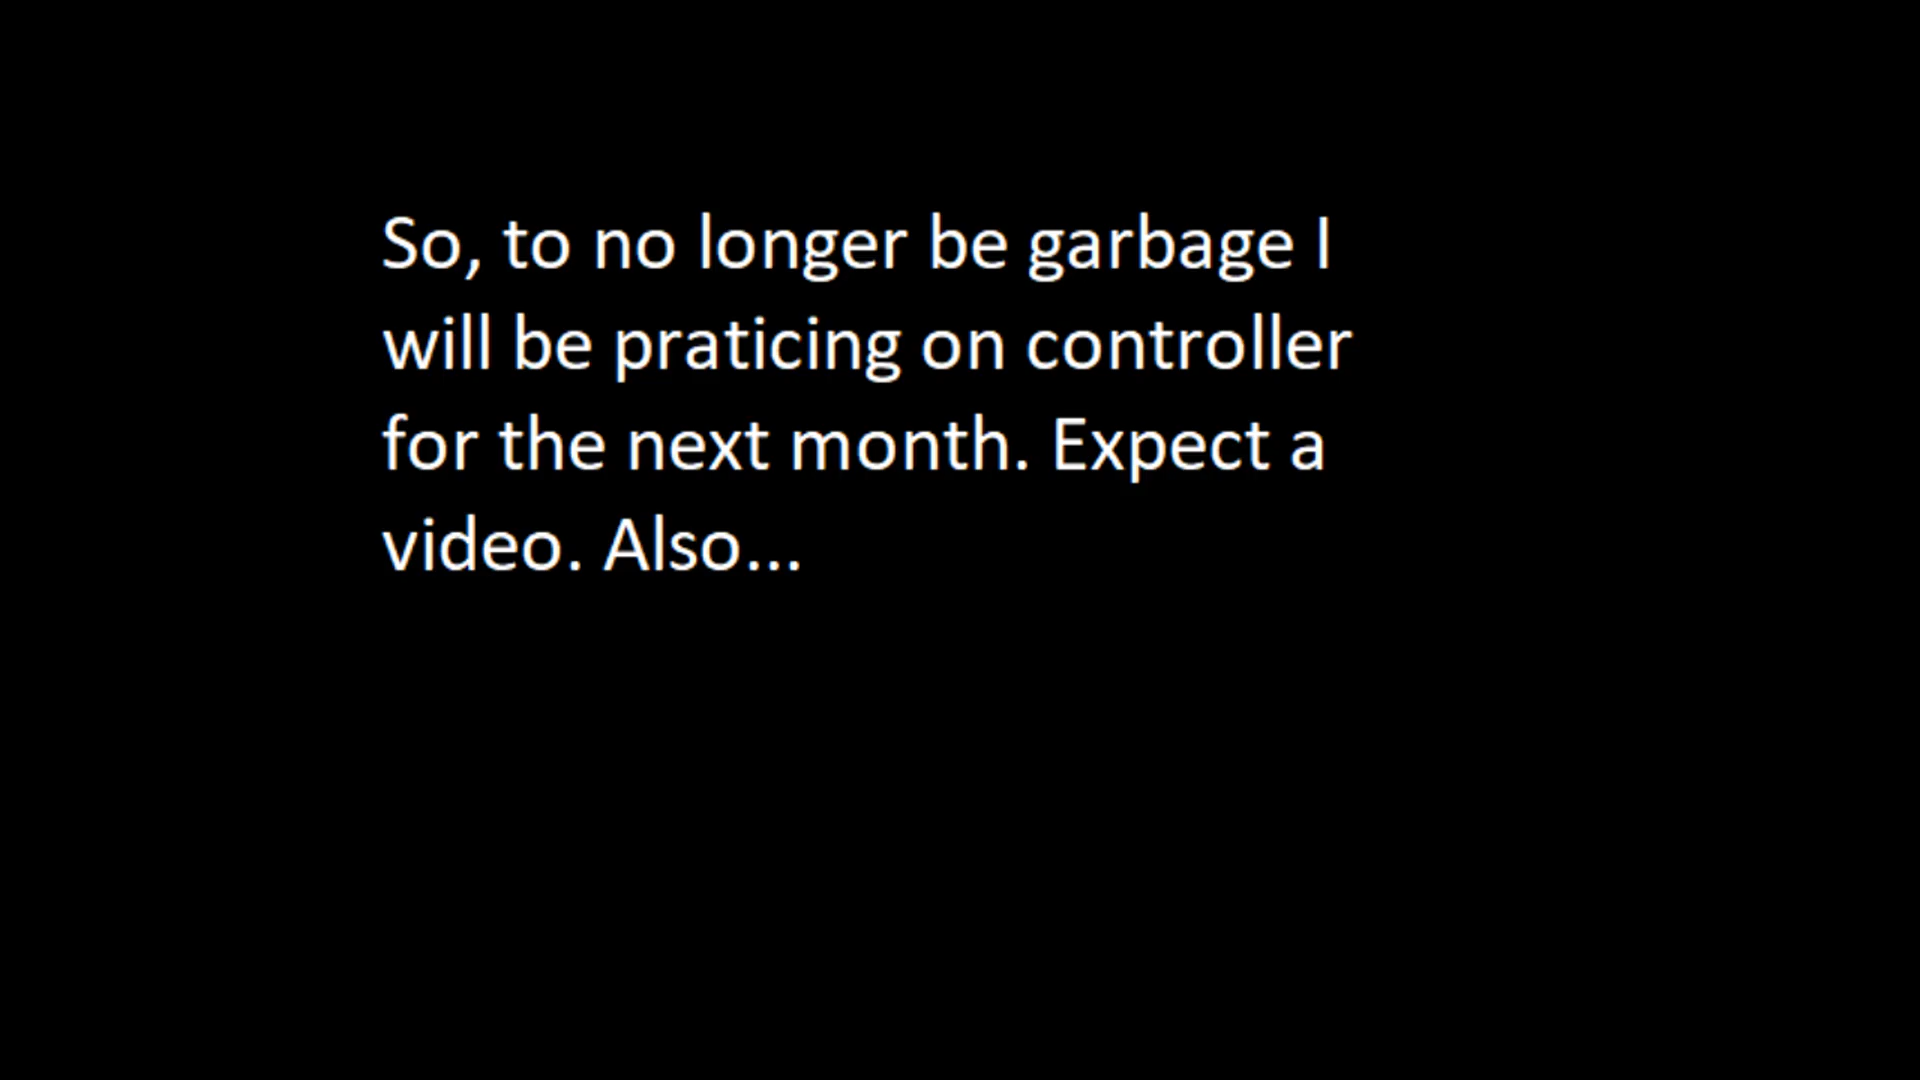 So, to no longer be garbage I
will be praticing on controller
for the next month. Expect a
video. Also...